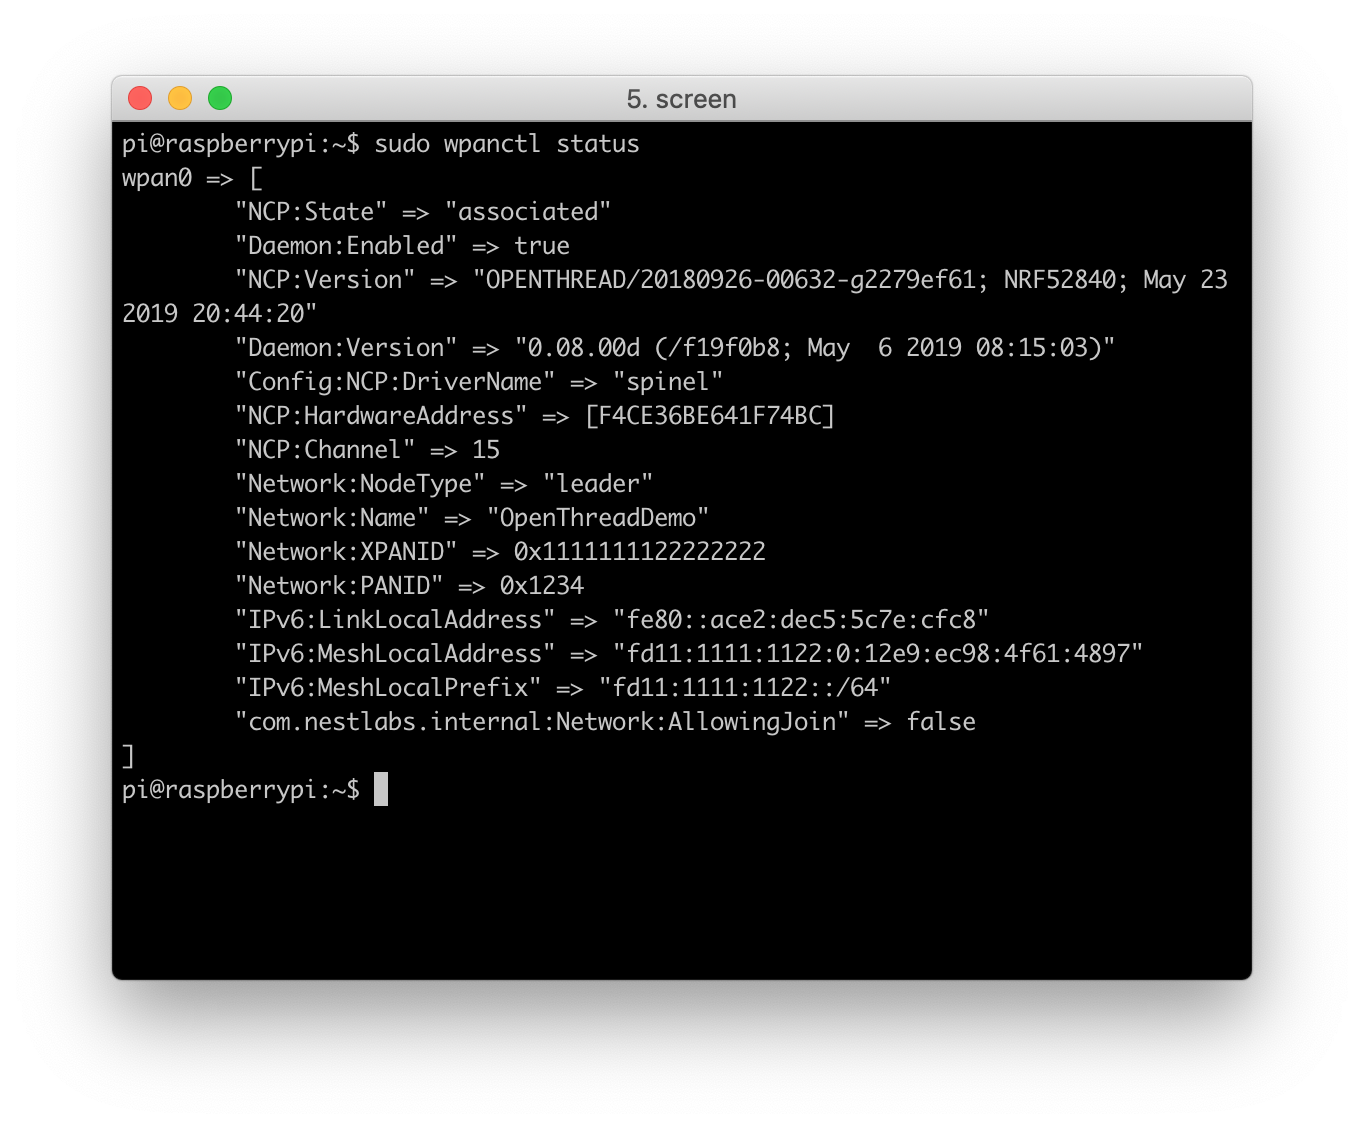 5. screen
pi@raspberrypi:~$ sudo wpanctl status
wpan0 => [
        "NCP:State" => "associated"
        "Daemon:Enabled" => true
        "NCP:Version" => "OPENTHREAD/20180926-00632-g2279ef61; NRF52840; May 23
2019 20:44:20"
        "Daemon:Version" => "0.08.00d (/f19f0b8; May  6 2019 08:15:03)"
        "Config:NCP:DriverName" => "spinel"
        "NCP:HardwareAddress" => [F4CE36BE641F74BC]
        "NCP:Channel" => 15
        "Network:NodeType" => "leader"
        "Network:Name" => "OpenThreadDemo"
        "Network:XPANID" => 0x1111111122222222
        "Network:PANID" => 0x1234
        "IPv6:LinkLocalAddress" => "fe80::ace2:dec5:5c7e:cfc8"
        "IPv6:MeshLocalAddress" => "fd11:1111:1122:0:12e9:ec98:4f61:4897"
        "IPv6:MeshLocalPrefix" => "fd11:1111:1122::/64"
        "com.nestlabs.internal:Network:AllowingJoin" => false
]
pi@raspberrypi:~$